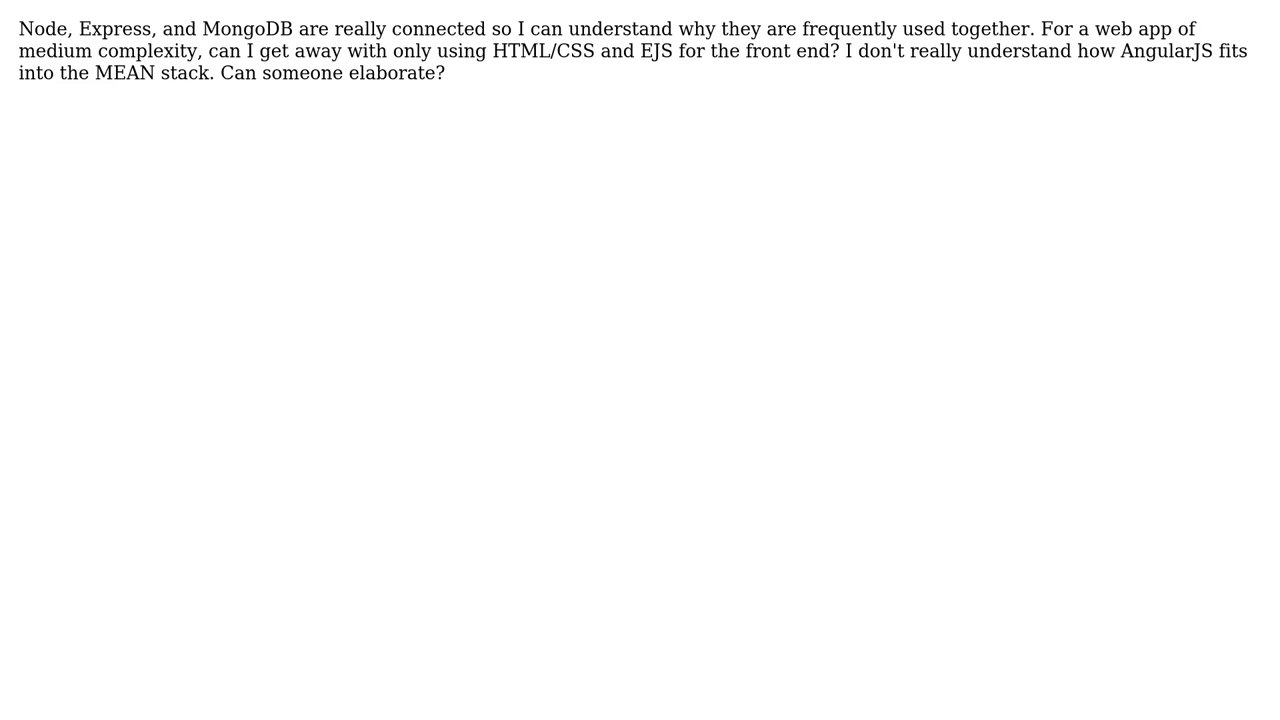 Node, Express, and MongoDB are really connected so I can understand why they are frequently used together. For a web app of
medium complexity, can I get away with only using HTML/CSS and EJS for the front end? I don't really understand how AngularJS fits
into the MEAN stack. Can someone elaborate?